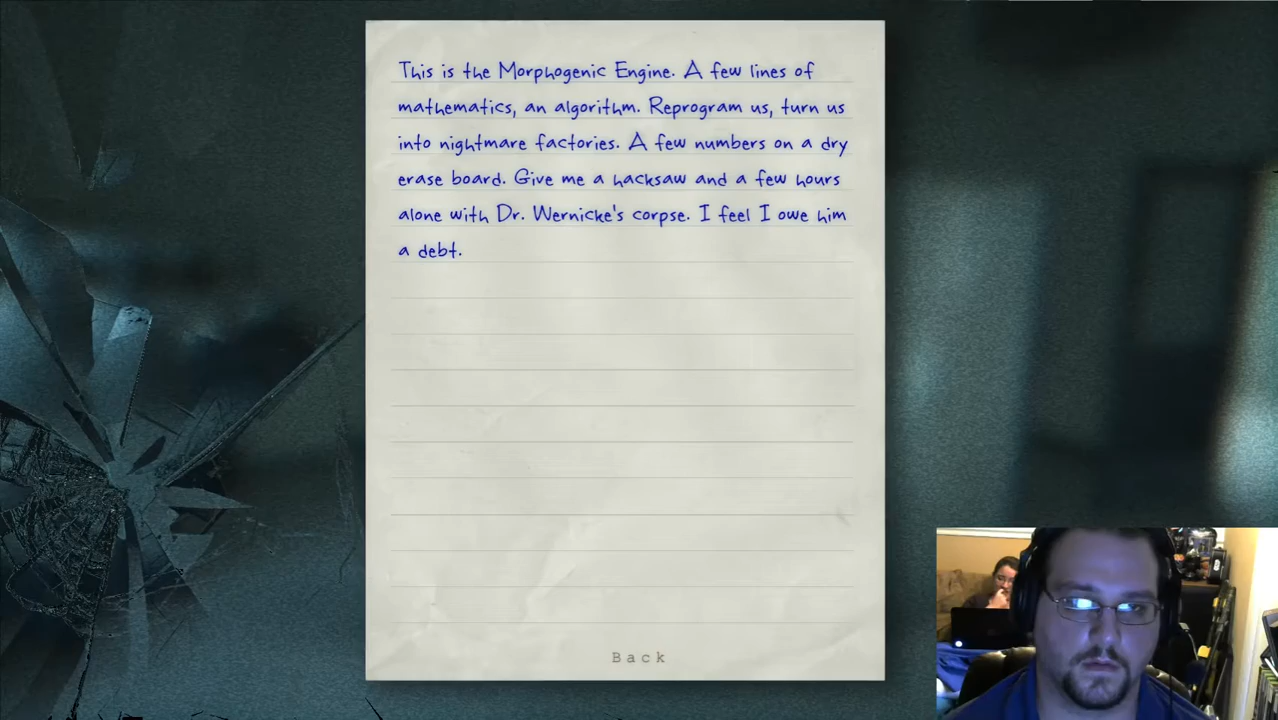 This is the Morphogenic Engine. A few lines of
mathematics, an algorithm. Reprogram us, turn us
into nightmare factories. A few numbers on a dry
erase board. Give me a hacksaw and a few hours
alone with Dr. Wernicke's corpse. I feel I owe him
a debt.
Back